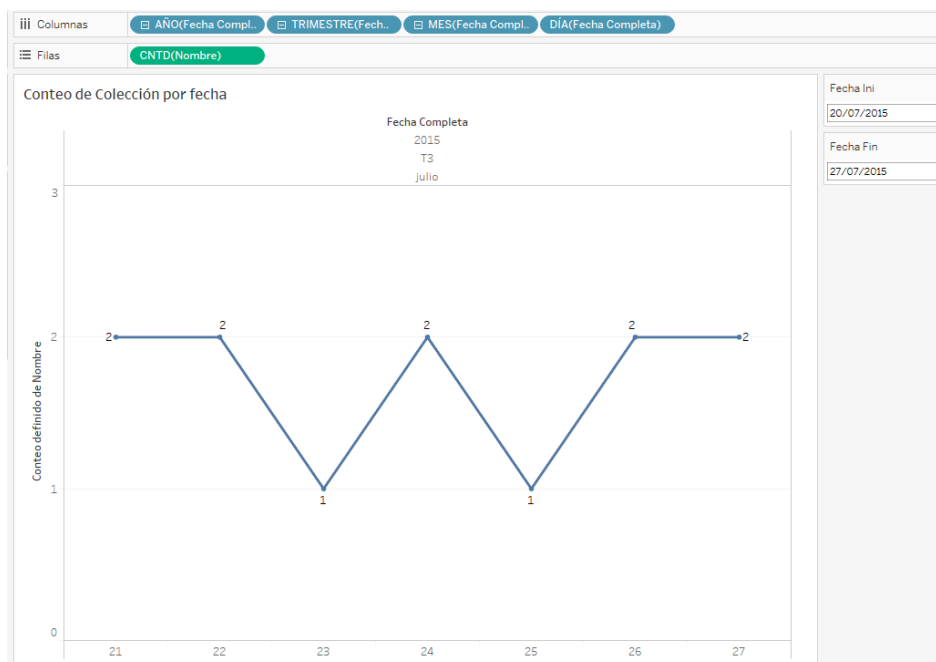 Columnas
AÑO(Fecha Compl..
TRIMESTRE(Fech..
MES(Fecha Compl..
DÍA(Fecha Completa)
Filas
CNTD(Nombre)
Conteo de Colección por fecha
Fecha Ini
20/07/2015
Fecha Fin
27/07/2015
Fecha Completa
2015
T3
julio
Conteo definido de Nombre
3
2
1
0
2
2
1
2
1
2
2
21
22
23
24
25
26
27